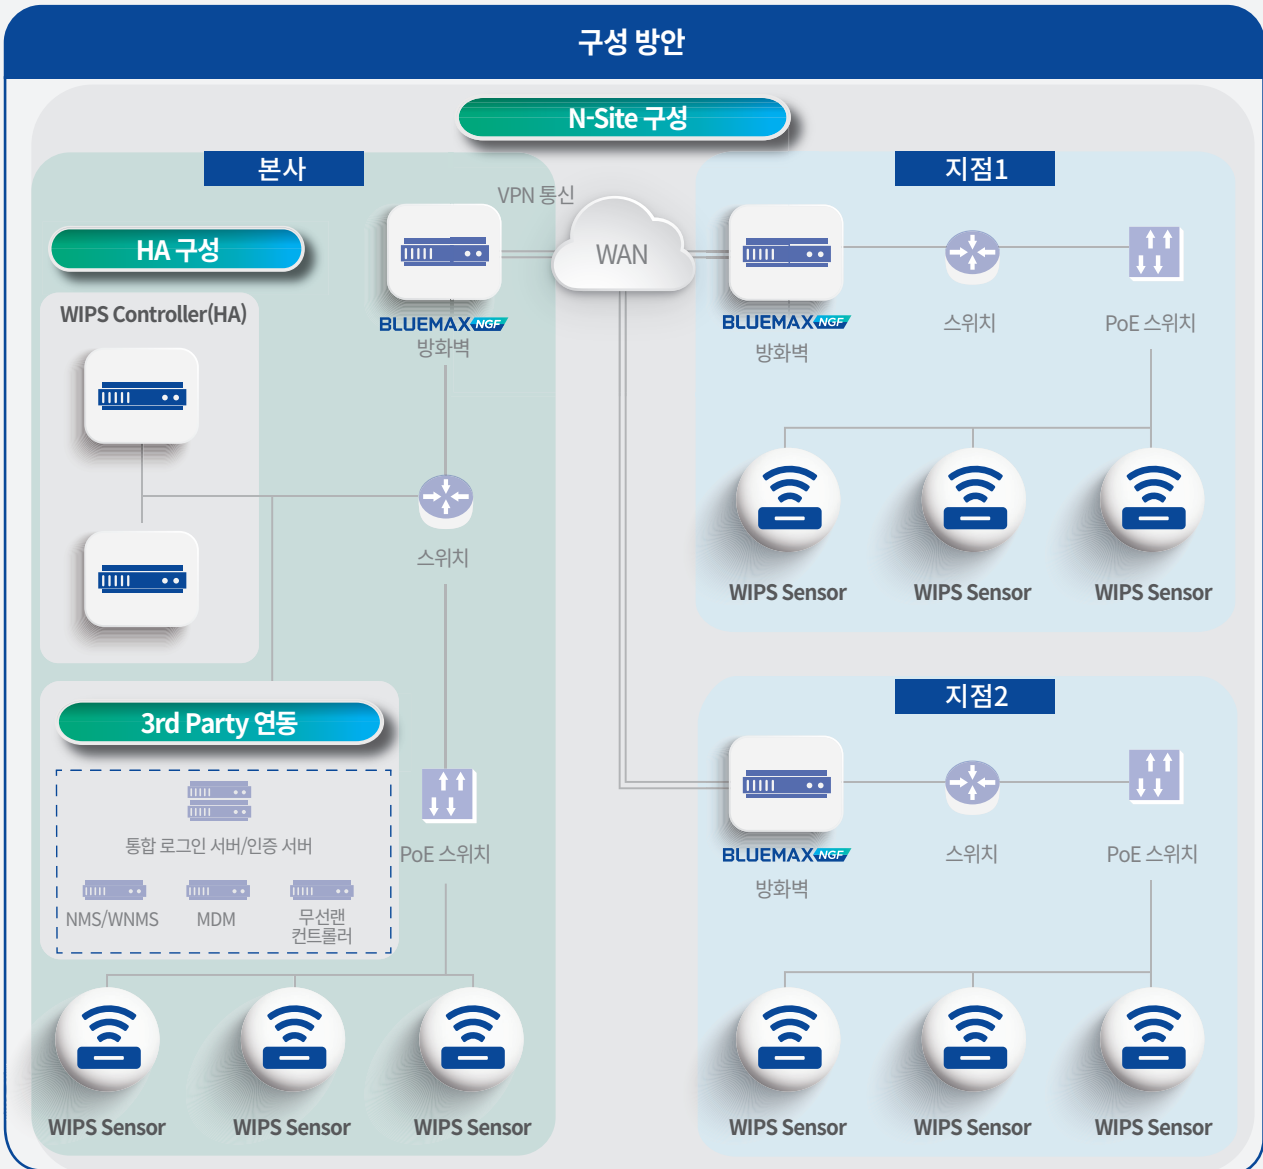 구성 방안
N-Site 구성
본사
HA 구성
WIPS Controller(HA)
VPN 통신
WAN
BLUEMAX NGF
방화벽
스위치
3rd Party 연동
통합 로그인 서버/인증 서버
NMS/WNMS
MDM
무선랜
컨트롤러
PoE 스위치
WIPS Sensor
WIPS Sensor
WIPS Sensor
지점1
BLUEMAX NGF
방화벽
스위치
PoE 스위치
WIPS Sensor
WIPS Sensor
WIPS Sensor
지점2
BLUEMAX NGF
방화벽
스위치
PoE 스위치
WIPS Sensor
WIPS Sensor
WIPS Sensor